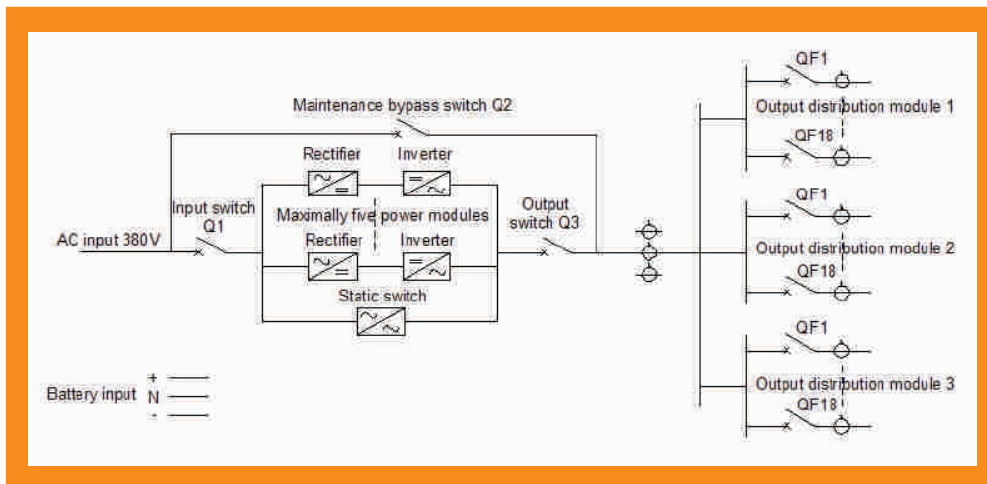 Maintenance bypass switch Q2
Rectifier
Inverter
Input switch
Q1
Maximally five power modules
Output
switch Q3
AC input 380V
Rectifier
Inverter
Static switch
Battery input
+
N
-
QF1
Output distribution module 1
QF18
QF1
Output distribution module 2
QF18
QF1
Output distribution module 3
QF18